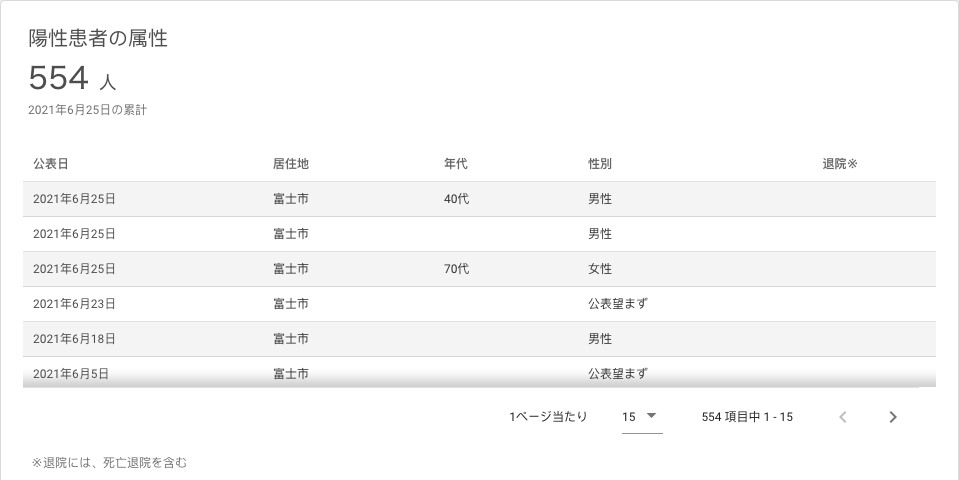 陽性患者の属性
554 人
2021年6月25日の累計
公表日 居住地 年代 性別 退院※
2021年6月25日 富士市 40代 男性
2021年6月25日 富士市 男性
2021年6月25日 富士市 70代 女性
2021年6月23日 富士市 公表望まず
2021年6月18日 富士市 男性
2021年6月5日 富士市 公表望まず
1ページ当たり 15 554 項目中 1 - 15
※退院には、死亡退院を含む